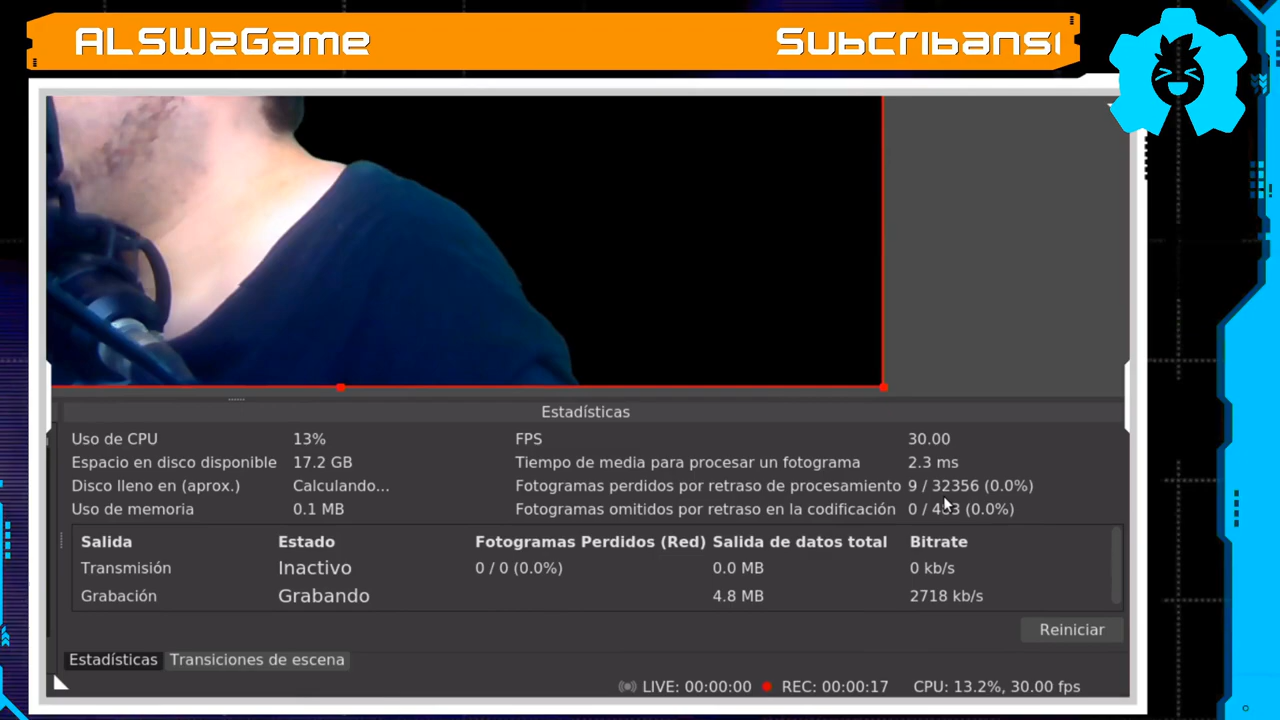 ALSW2Game
Subcribans
Estadísticas
Uso de CPU 13% FPS 30.00
Espacio en disco disponible 17.2 GB Tiempo de media para procesar un fotograma 2.3 ms
Disco lleno en (aprox.) Calculando... Fotogramas perdidos por retraso de procesamiento 9 / 32356 (0.0%)
Uso de memoria 0.1 MB Fotogramas omitidos por retraso en la codificación 0 / 483 (0.0%)
Salida Estado Fotogramas Perdidos (Red) Salida de datos total Bitrate
Transmisión Inactivo 0 / 0 (0.0%) 0.0 MB 0 kb/s
Grabación Grabando 4.8 MB 2718 kb/s
Reiniciar
Estadísticas Transiciones de escena
LIVE: 00:00:00 REC: 00:00:17 CPU: 13.2%, 30.00 fps